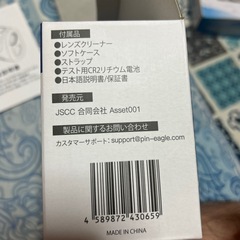 付属品
●レンズクリーナー
●ソフトケース
●ストラップ
●テスト用CR2リチウム電池
●日本語説明書/保証書
発売元
JSCC 合同会社 Asset001
製品に関するお問い合わせ
カスタマーサポート: support@pin-eagle.com
4 589872 430659
MADE IN CHINA